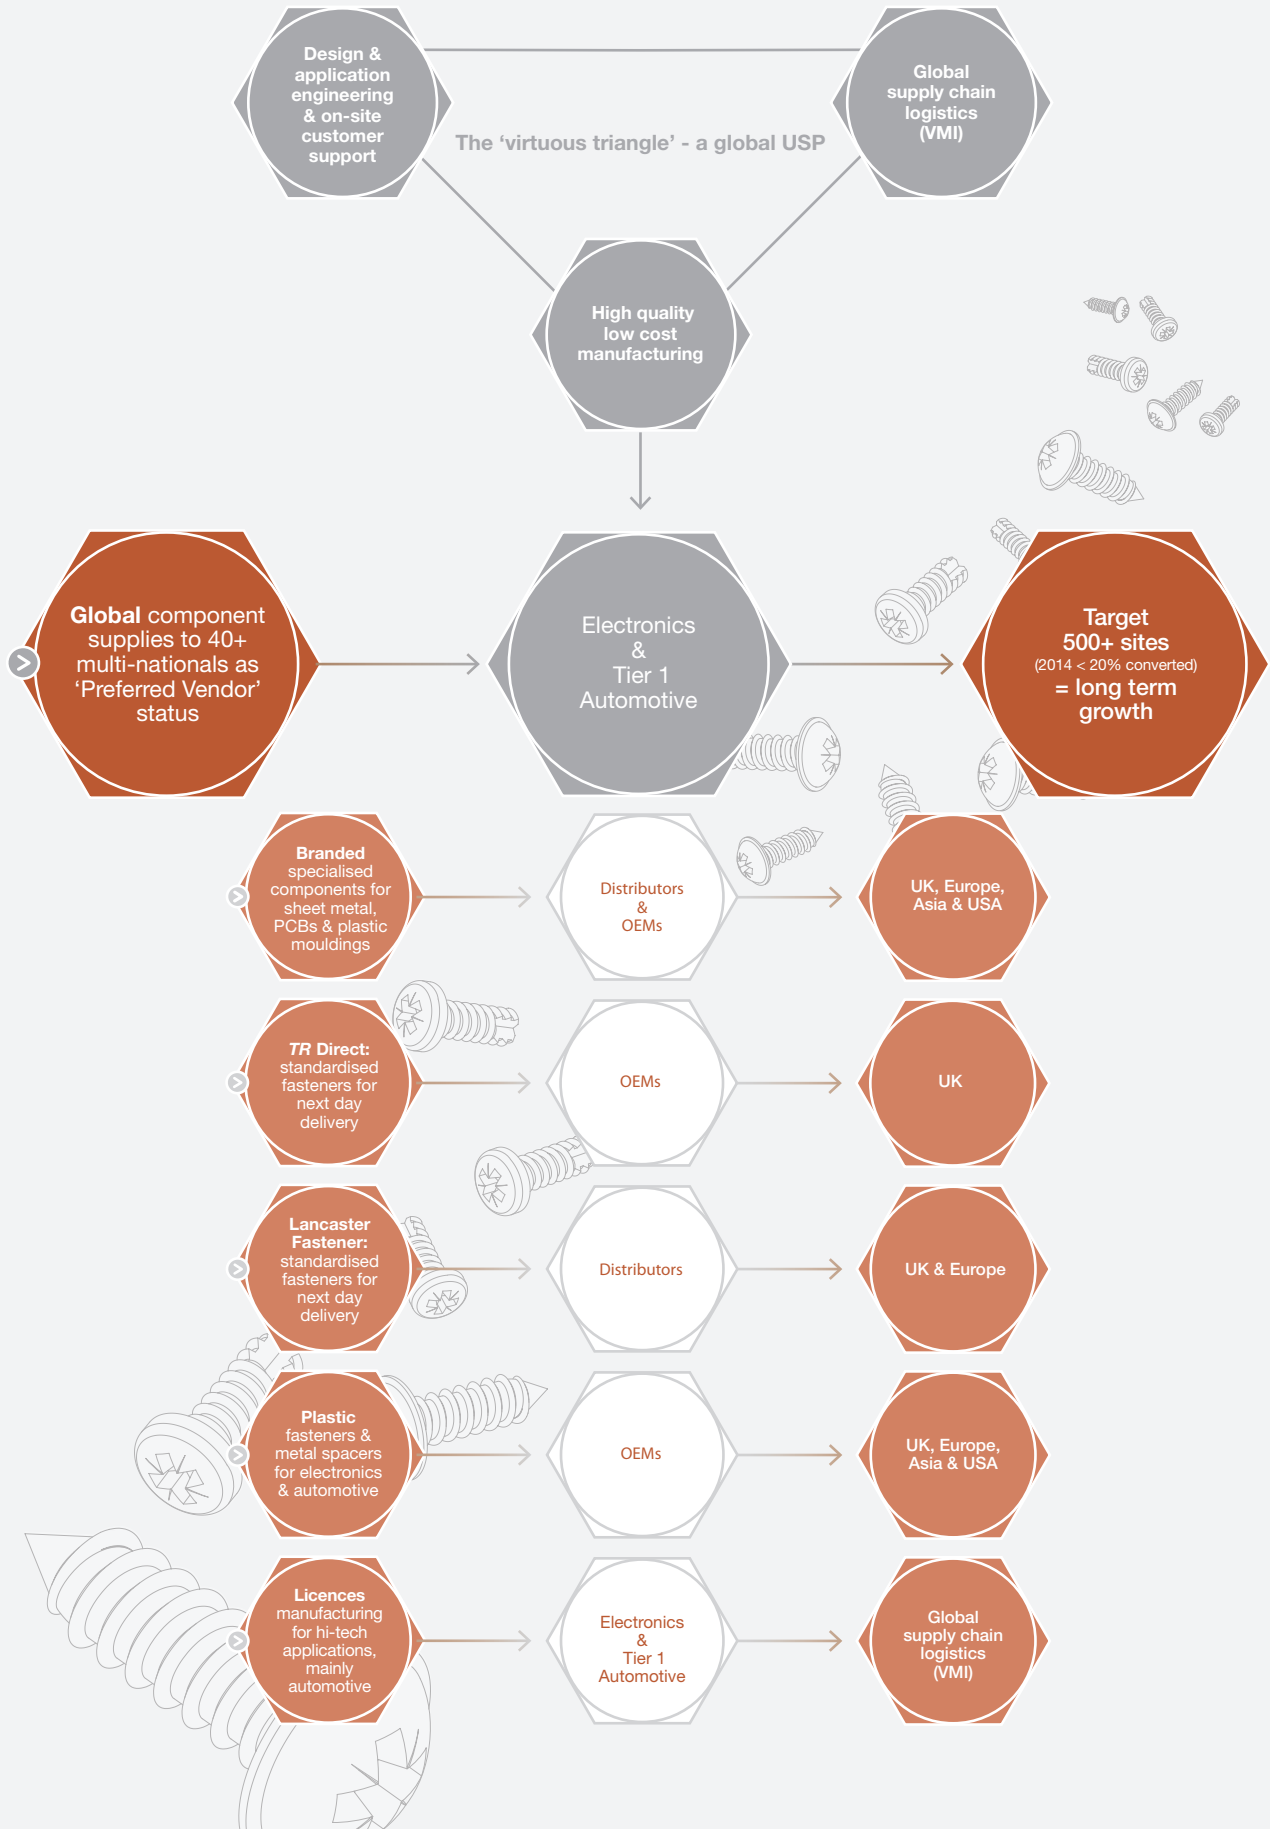 Design &
application
engineering
& on-site
customer
support
Global
supply chain
logistics
(VMI)
The ‘virtuous triangle’ - a global USP
High quality
low cost
manufacturing
Global component
supplies to 40+
multi-nationals as
‘Preferred Vendor’
status
Electronics
&
Tier 1
Automotive
Target
500+ sites
(2014 < 20% converted)
= long term
growth
Branded
specialised
components for
sheet metal,
PCBs & plastic
mouldings
Distributors
&
OEMs
UK, Europe,
Asia & USA
TR Direct:
standardised
fasteners for
next day
delivery
OEMs
UK
Lancaster
Fastener:
standardised
fasteners for
next day
delivery
Distributors
UK & Europe
Plastic
fasteners &
metal spacers
for electronics
& automotive
OEMs
UK, Europe,
Asia & USA
Licences
manufacturing
for hi-tech
applications,
mainly
automotive
Electronics
&
Tier 1
Automotive
Global
supply chain
logistics
(VMI)